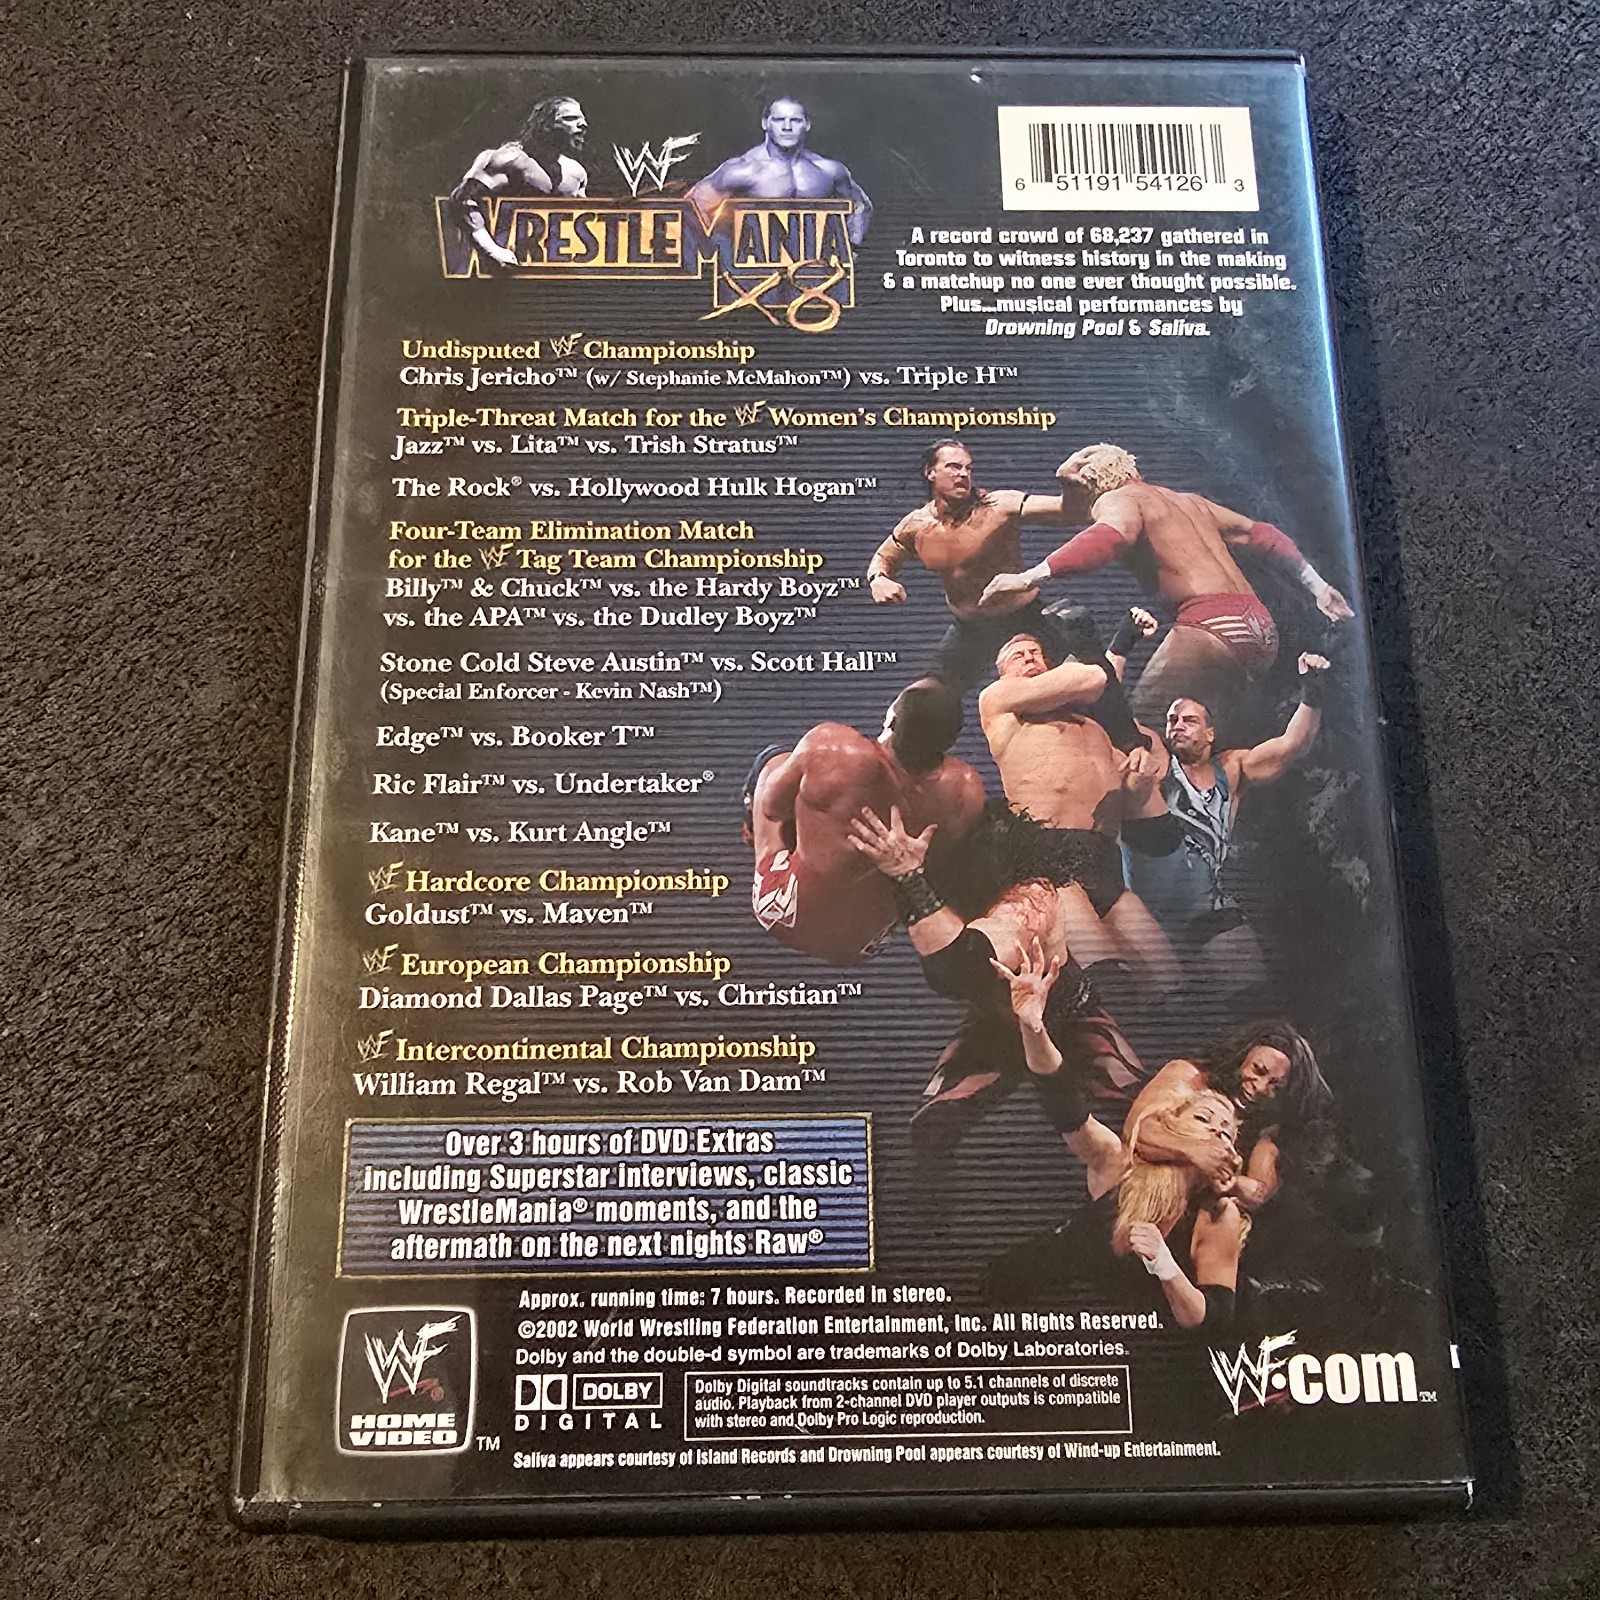 WF
WRESTLEMANIA
X8
6 51191 54126 3
A record crowd of 68,237 gathered in
Toronto to witness history in the making
& a matchup no one ever thought possible.
Plus...musical performances by
Drowning Pool & Saliva.
Undisputed WF Championship
Chris Jericho™ (w/ Stephanie McMahon™) vs. Triple H™
Triple-Threat Match for the WF Women's Championship
Jazz™ vs. Lita™ vs. Trish Stratus™
The Rock® vs. Hollywood Hulk Hogan™
Four-Team Elimination Match
for the WF Tag Team Championship
Billy™ & Chuck™ vs. the Hardy Boyz™
vs. the APA™ vs. the Dudley Boyz™
Stone Cold Steve Austin™ vs. Scott Hall™
(Special Enforcer - Kevin Nash™)
Edge™ vs. Booker T™
Ric Flair™ vs. Undertaker®
Kane™ vs. Kurt Angle™
WF Hardcore Championship
Goldust™ vs. Maven™
WF European Championship
Diamond Dallas Page™ vs. Christian™
WF Intercontinental Championship
William Regal™ vs. Rob Van Dam™
Over 3 hours of DVD Extras
including Superstar interviews, classic
WrestleMania® moments, and the
aftermath on the next nights Raw®
Approx. running time: 7 hours. Recorded in stereo.
©2002 World Wrestling Federation Entertainment, Inc. All Rights Reserved.
Dolby and the double-d symbol are trademarks of Dolby Laboratories.
WF®
HOME
VIDEO™
DOLBY
DIGITAL
Dolby Digital soundtracks contain up to 5.1 channels of discrete
audio. Playback from 2-channel DVD player outputs is compatible
with stereo and Dolby Pro Logic reproduction.
WF.com™
Saliva appears courtesy of Island Records and Drowning Pool appears courtesy of Wind-up Entertainment.